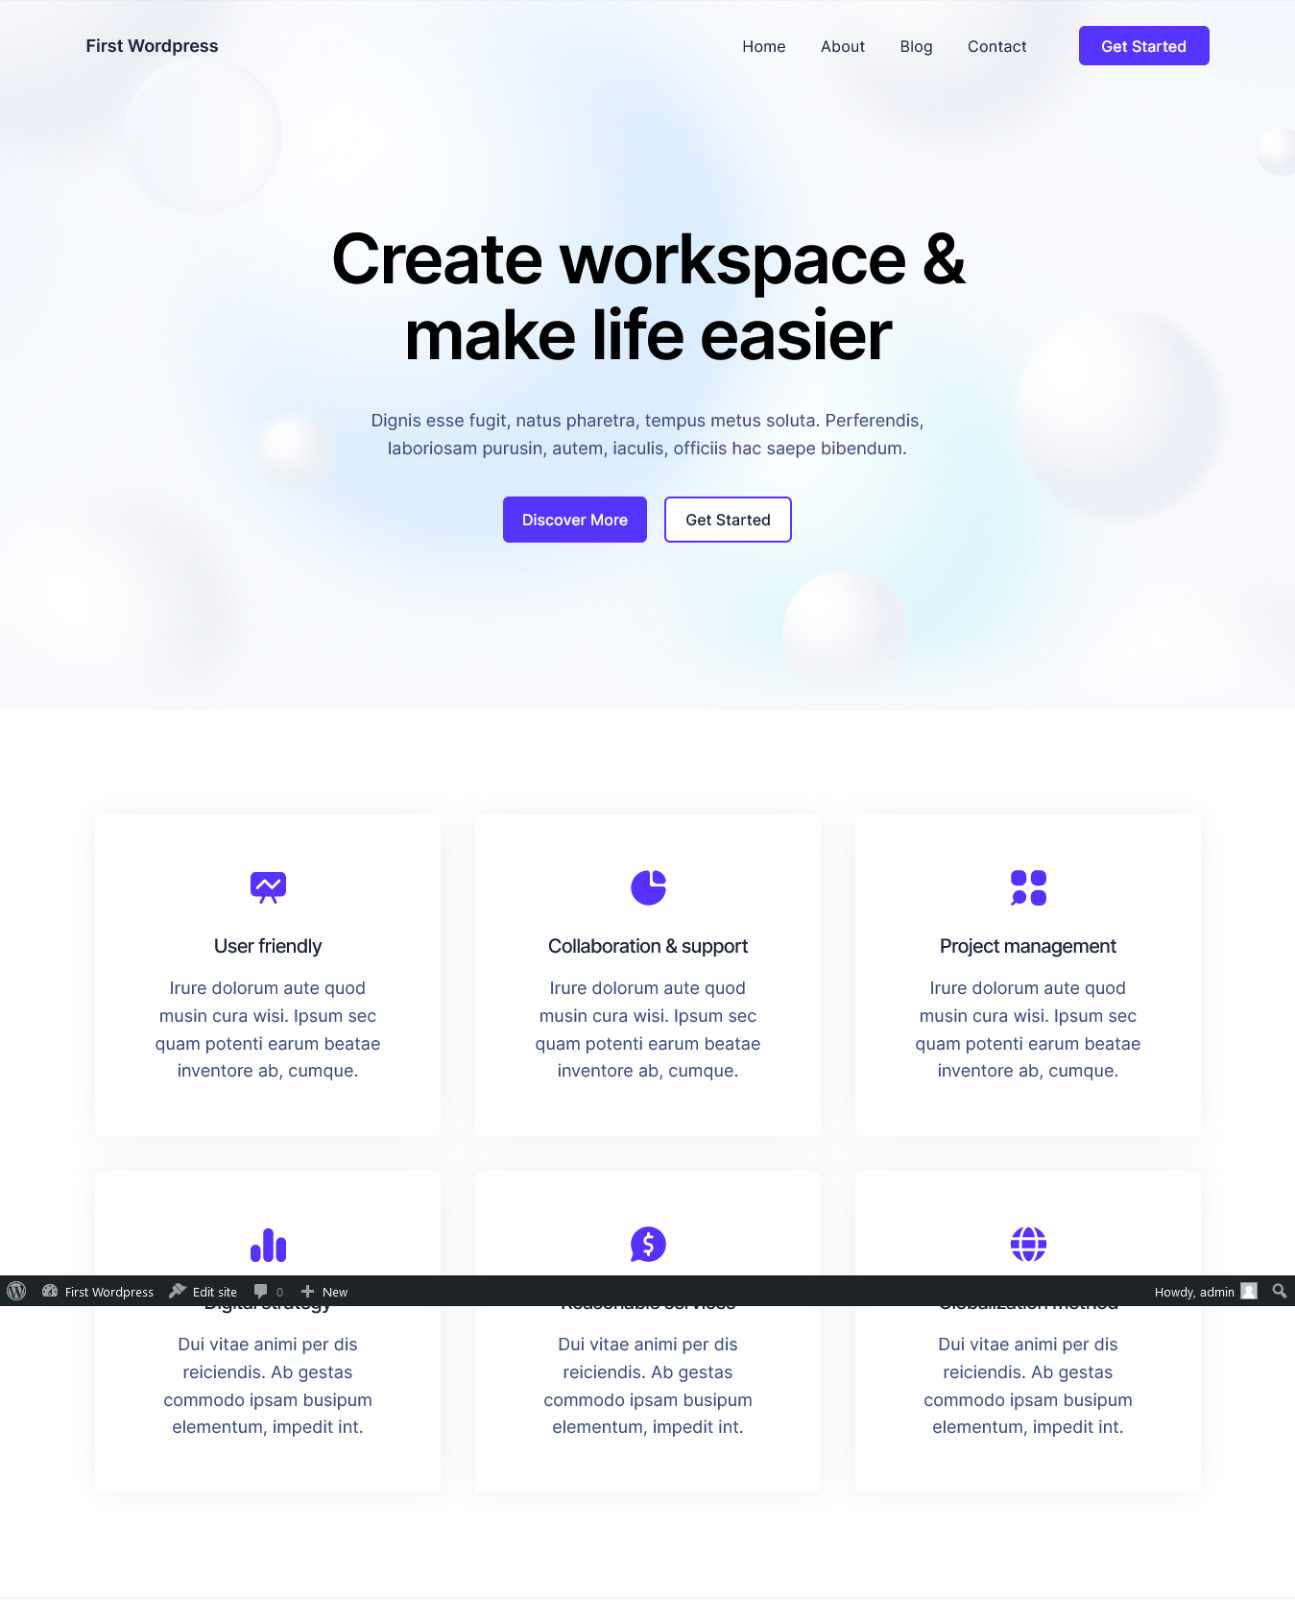 First Wordpress
Home About Blog Contact Get Started
Create workspace &
make life easier
Dignis esse fugit, natus pharetra, tempus metus soluta. Perferendis,
laboriosam purusin, autem, iaculis, officiis hac saepe bibendum.
Discover More Get Started
User friendly
Irure dolorum aute quod
musin cura wisi. Ipsum sec
quam potenti earum beatae
inventore ab, cumque.
Collaboration & support
Irure dolorum aute quod
musin cura wisi. Ipsum sec
quam potenti earum beatae
inventore ab, cumque.
Project management
Irure dolorum aute quod
musin cura wisi. Ipsum sec
quam potenti earum beatae
inventore ab, cumque.
First Wordpress Edit site 0 New Howdy, admin
Digital strategy
Dui vitae animi per dis
reiciendis. Ab gestas
commodo ipsam busipum
elementum, impedit int.
Reasonable services
Dui vitae animi per dis
reiciendis. Ab gestas
commodo ipsam busipum
elementum, impedit int.
Globalization method
Dui vitae animi per dis
reiciendis. Ab gestas
commodo ipsam busipum
elementum, impedit int.